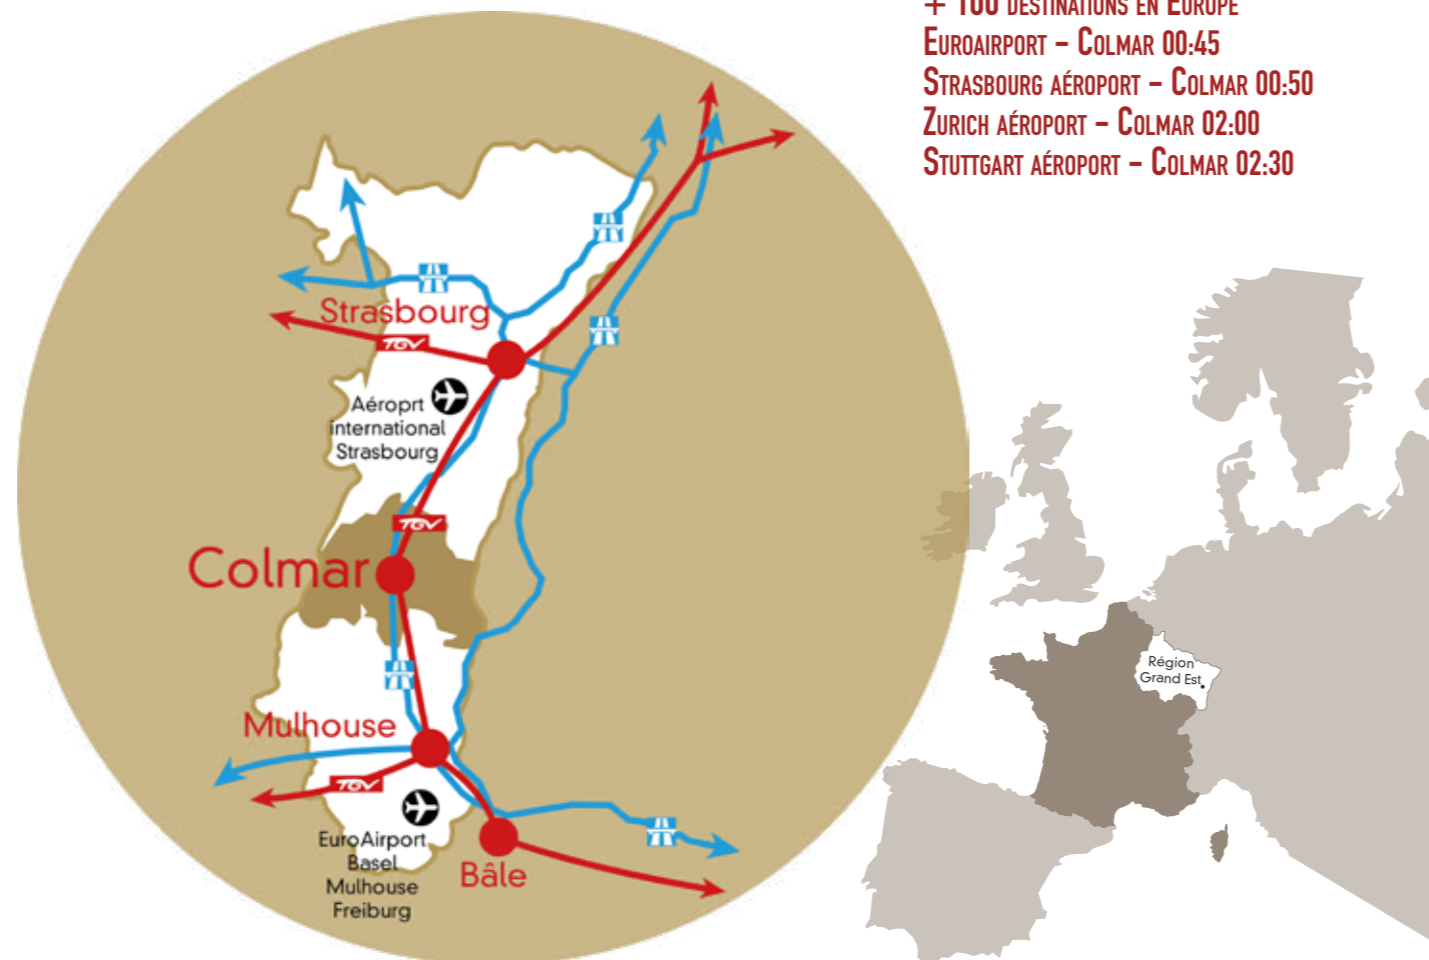 + 100 DESTINATIONS EN EUROPE
EUROAIRPORT – COLMAR 00:45
STRASBOURG AÉROPORT – COLMAR 00:50
ZURICH AÉROPORT – COLMAR 02:00
STUTTGART AÉROPORT – COLMAR 02:30
Strasbourg
TGV
Aéroprt
international
Strasbourg
TGV
Colmar
Mulhouse
TGV
EuroAirport
Basel
Mulhouse
Freiburg
Bâle
Région
Grand Est